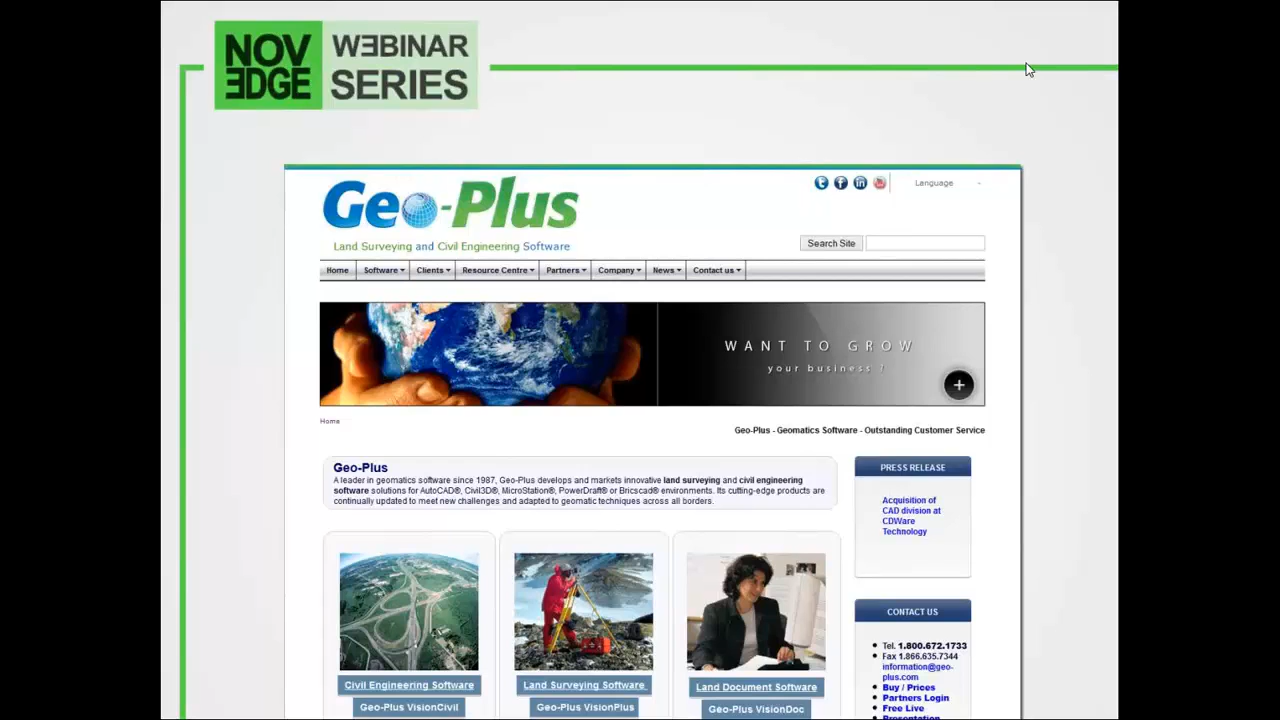 NOV
EDGE
WEBINAR
SERIES
Geo-Plus
Land Surveying and Civil Engineering Software
Language
Search Site
Home
Software
Clients
Resource Centre
Partners
Company
News
Contact us
WANT TO GROW
your business ?
Home
Geo-Plus - Geomatics Software - Outstanding Customer Service
Geo-Plus
A leader in geomatics software since 1987, Geo-Plus develops and markets innovative land surveying and civil engineering
software solutions for AutoCAD®, Civil3D®, MicroStation®, PowerDraft® or Bricscad® environments. Its cutting-edge products are
continually updated to meet new challenges and adapted to geomatic techniques across all borders.
PRESS RELEASE
Acquisition of
CAD division at
CDWare
Technology
CONTACT US
Tel. 1.800.672.1733
Fax 1.866.635.7344
information@geo-
plus.com
Buy / Prices
Partners Login
Free Live
Presentation
Civil Engineering Software
Geo-Plus VisionCivil
Land Surveying Software
Geo-Plus VisionPlus
Land Document Software
Geo-Plus VisionDoc